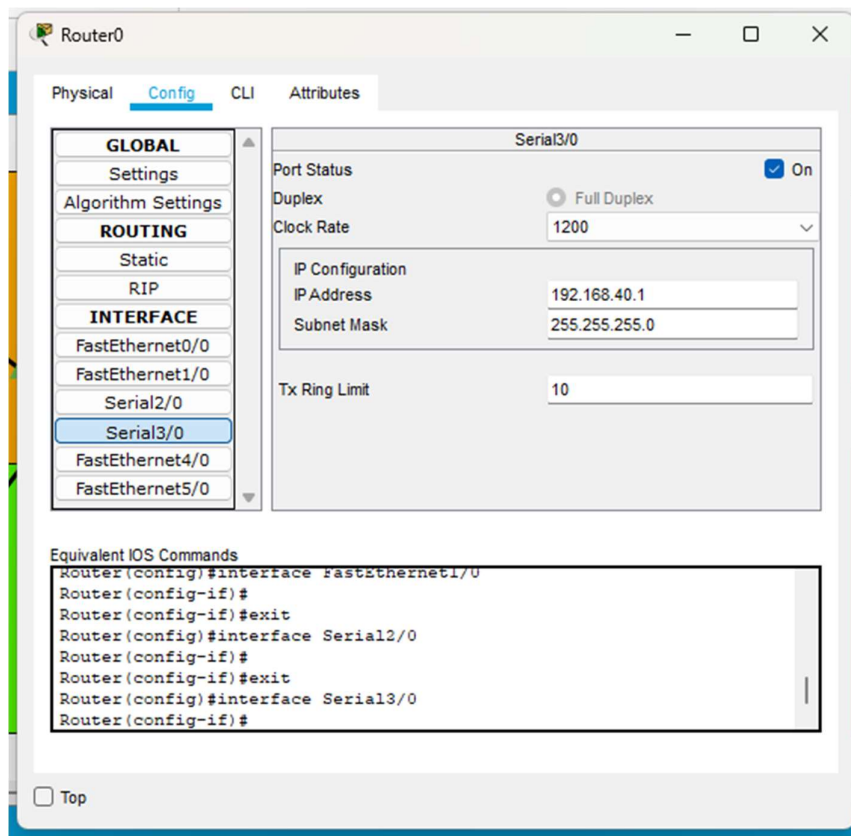 Router0
Physical Config CLI Attributes
GLOBAL
Settings
Algorithm Settings
ROUTING
Static
RIP
INTERFACE
FastEthernet0/0
FastEthernet1/0
Serial2/0
Serial3/0
FastEthernet4/0
FastEthernet5/0
Serial3/0
Port Status On
Duplex Full Duplex
Clock Rate 1200
IP Configuration
IP Address 192.168.40.1
Subnet Mask 255.255.255.0
Tx Ring Limit 10
Equivalent IOS Commands
Router(config)#interface FastEthernet1/0
Router(config-if)#
Router(config-if)#exit
Router(config)#interface Serial2/0
Router(config-if)#
Router(config-if)#exit
Router(config)#interface Serial3/0
Router(config-if)#
Top